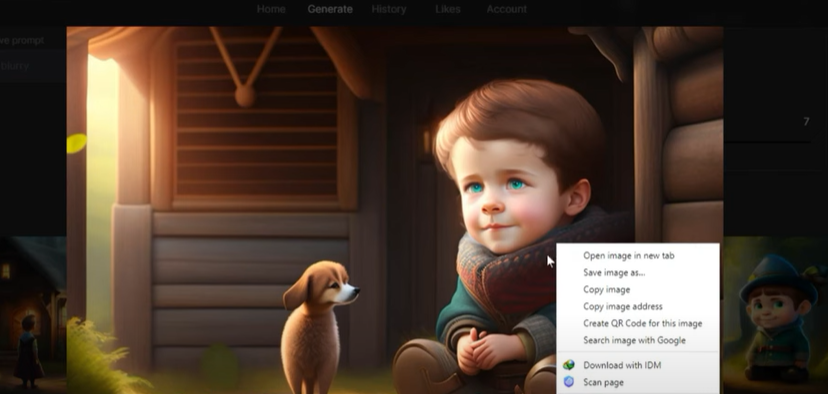 Home Generate History Likes Account
ve prompt
blurry
7
Open image in new tab
Save image as...
Copy image
Copy image address
Create QR Code for this image
Search image with Google
Download with IDM
Scan page